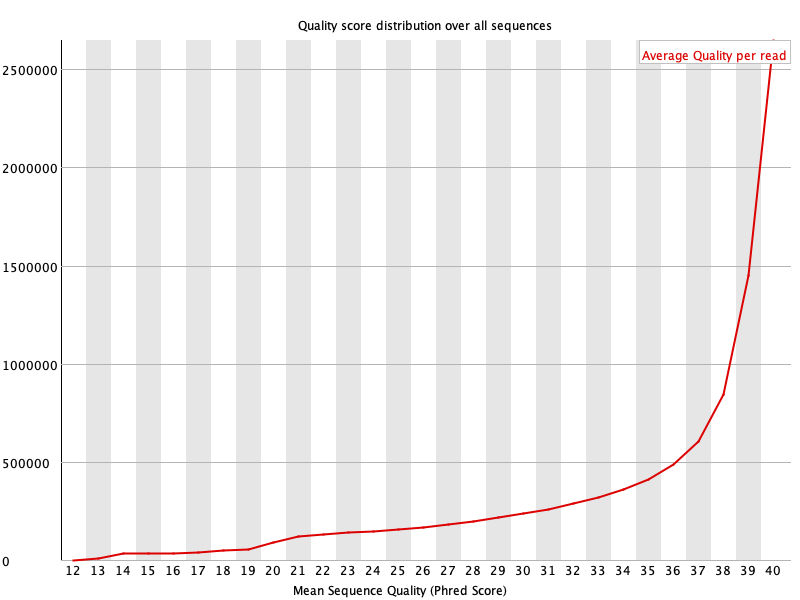 Quality score distribution over all sequences
Average Quality per read
2500000
2000000
1500000
1000000
500000
0
12 13 14 15 16 17 18 19 20 21 22 23 24 25 26 27 28 29 30 31 32 33 34 35 36 37 38 39 40
Mean Sequence Quality (Phred Score)